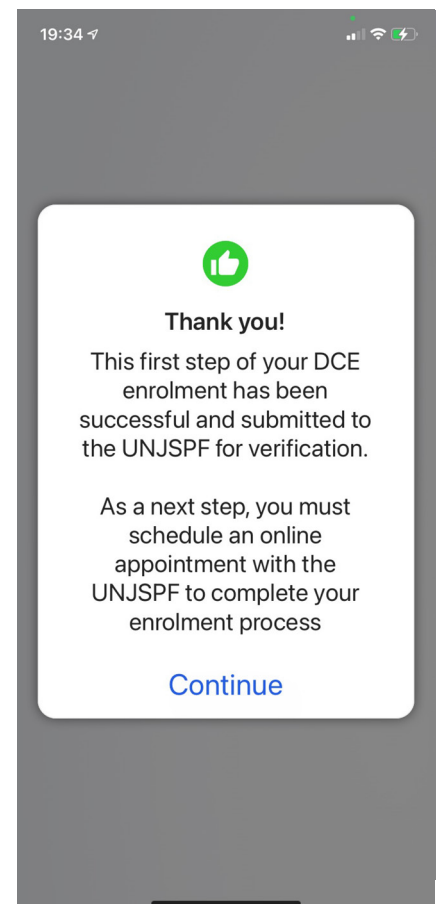 19:34
Thank you!
This first step of your DCE
enrolment has been
successful and submitted to
the UNJSPF for verification.
As a next step, you must
schedule an online
appointment with the
UNJSPF to complete your
enrolment process
Continue